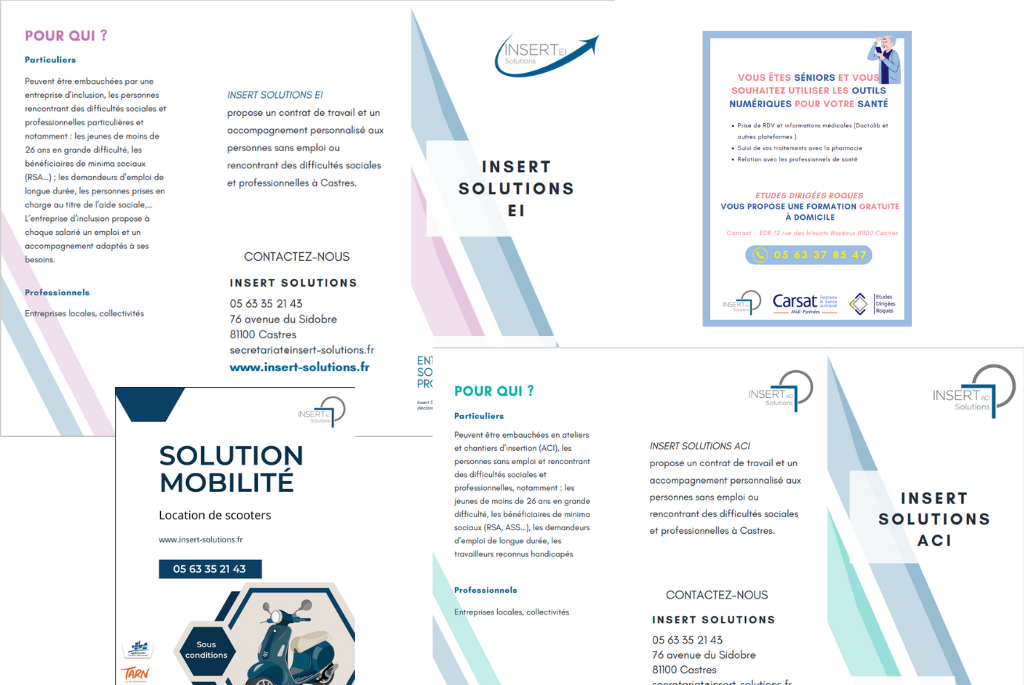 POUR QUI ?
Particuliers
Peuvent être embauchées par une
entreprise d'inclusion, les personnes
rencontrant des difficultés sociales et
professionnelles particulières et
notamment : les jeunes de moins de
26 ans en grande difficulté, les
bénéficiaires de minima sociaux
(RSA...) ; les demandeurs d'emploi de
longue durée, les personnes prises en
charge au titre de l'aide sociale,...
L'entreprise d'inclusion propose à
chaque salarié un emploi et un
accompagnement adaptés à ses
besoins.
Professionnels
Entreprises locales, collectivités
INSERT SOLUTIONS EI
propose un contrat de travail et un
accompagnement personnalisé aux
personnes sans emploi ou
rencontrant des difficultés sociales
et professionnelles à Castres.
CONTACTEZ-NOUS
INSERT SOLUTIONS
05 63 35 21 43
76 avenue du Sidobre
81100 Castres
secretariat@insert-solutions.fr
www.insert-solutions.fr
INSERT EI
Solutions
INSERT
SOLUTIONS
EI
EN
SO
PR
Insert S
déclara
VOUS ÊTES SÉNIORS ET VOUS
SOUHAITEZ UTILISER LES OUTILS
NUMÉRIQUES POUR VOTRE SANTÉ
• Prise de RDV et informations médicales (Doctolib et
autres plateformes )
• Suivi de vos traitements avec la pharmacie
• Relation avec les professionnels de santé
ETUDES DIRIGÉES ROQUES
VOUS PROPOSE UNE FORMATION GRATUITE
À DOMICILE
Contact : EDR 12 rue des bleuets Bisséous 81100 Castres
05 63 37 85 47
INSERT ACI
Solutions
Carsat Retraite
& Santé
au travail
Midi-Pyrénées
Etudes
Dirigées
Roques
INSERT ACI
Solutions
SOLUTION
MOBILITÉ
Location de scooters
www.insert-solutions.fr
05 63 35 21 43
Sous
conditions
TARN
POUR QUI ?
Particuliers
Peuvent être embauchées en ateliers
et chantiers d'insertion (ACI), les
personnes sans emploi et rencontrant
des difficultés sociales et
professionnelles, notamment : les
jeunes de moins de 26 ans en grande
difficulté, les bénéficiaires de minima
sociaux (RSA, ASS...), les demandeurs
d'emploi de longue durée, les
travailleurs reconnus handicapés
Professionnels
Entreprises locales, collectivités
INSERT ACI
Solutions
INSERT SOLUTIONS ACI
propose un contrat de travail et un
accompagnement personnalisé aux
personnes sans emploi ou
rencontrant des difficultés sociales
et professionnelles à Castres.
CONTACTEZ-NOUS
INSERT SOLUTIONS
05 63 35 21 43
76 avenue du Sidobre
81100 Castres
secretariat@insert-solutions.fr
INSERT ACI
Solutions
INSERT
SOLUTIONS
ACI